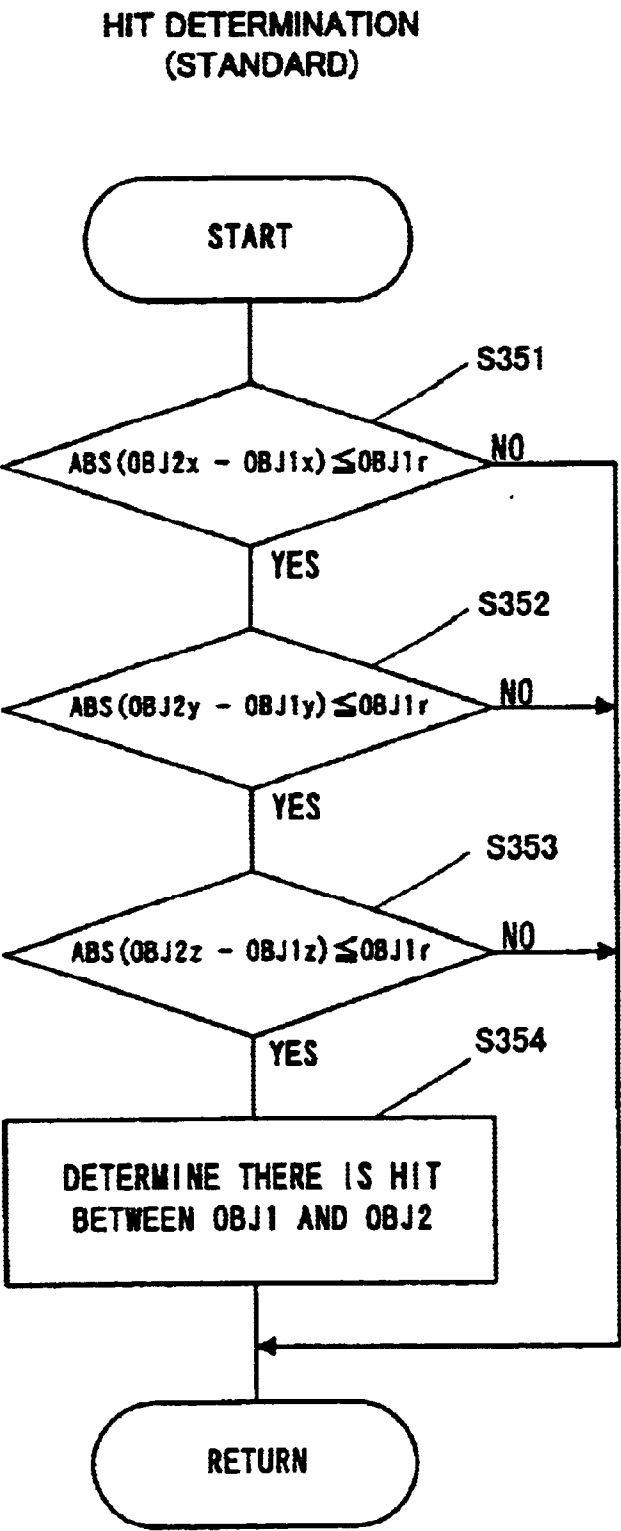 HIT DETERMINATION
(STANDARD)
START
S351
ABS(OBJ2x - OBJ1x)≦OBJ1r
NO
YES
S352
ABS(OBJ2y - OBJ1y)≦OBJ1r
NO
YES
S353
ABS(OBJ2z - OBJ1z)≦OBJ1r
NO
YES
S354
DETERMINE THERE IS HIT
BETWEEN OBJ1 AND OBJ2
RETURN